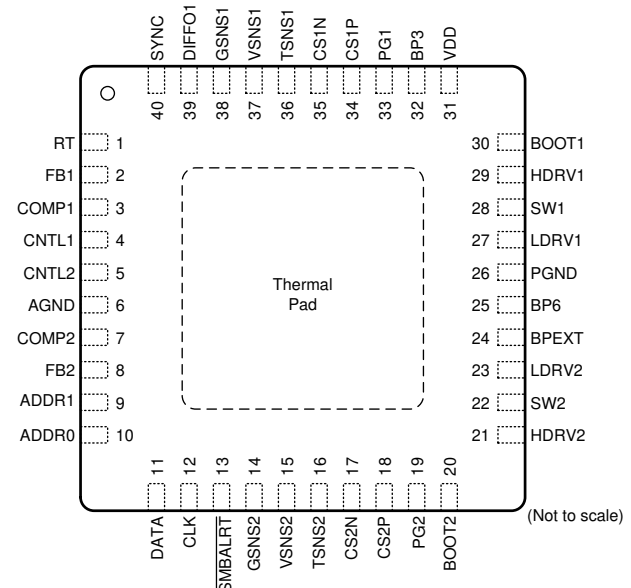 SYNC
DIFFO1
GSNS1
VSNS1
TSNS1
CS1N
CS1P
PG1
BP3
VDD
40
39
38
37
36
35
34
33
32
31
RT 1
FB1 2
COMP1 3
CNTL1 4
CNTL2 5
AGND 6
COMP2 7
FB2 8
ADDR1 9
ADDR0 10
Thermal
Pad
30 BOOT1
29 HDRV1
28 SW1
27 LDRV1
26 PGND
25 BP6
24 BPEXT
23 LDRV2
22 SW2
21 HDRV2
11
12
13
14
15
16
17
18
19
20
DATA
CLK
SMBALRT
GSNS2
VSNS2
TSNS2
CS2N
CS2P
PG2
BOOT2
(Not to scale)